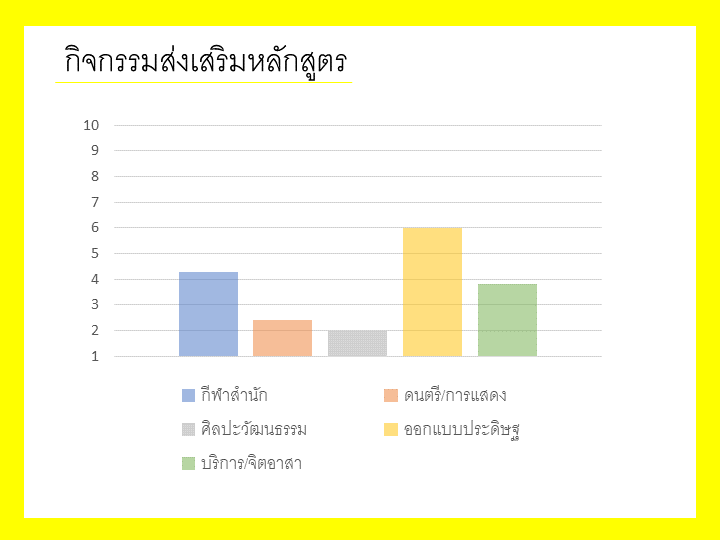 กิจกรรมส่งเสริมหลักสูตร
10
9
8
7
6
5
4
3
2
1
กีฬาสำนัก
ดนตรี/การแสดง
ศิลปะวัฒนธรรม
ออกแบบประดิษฐ
บริการ/จิตอาสา